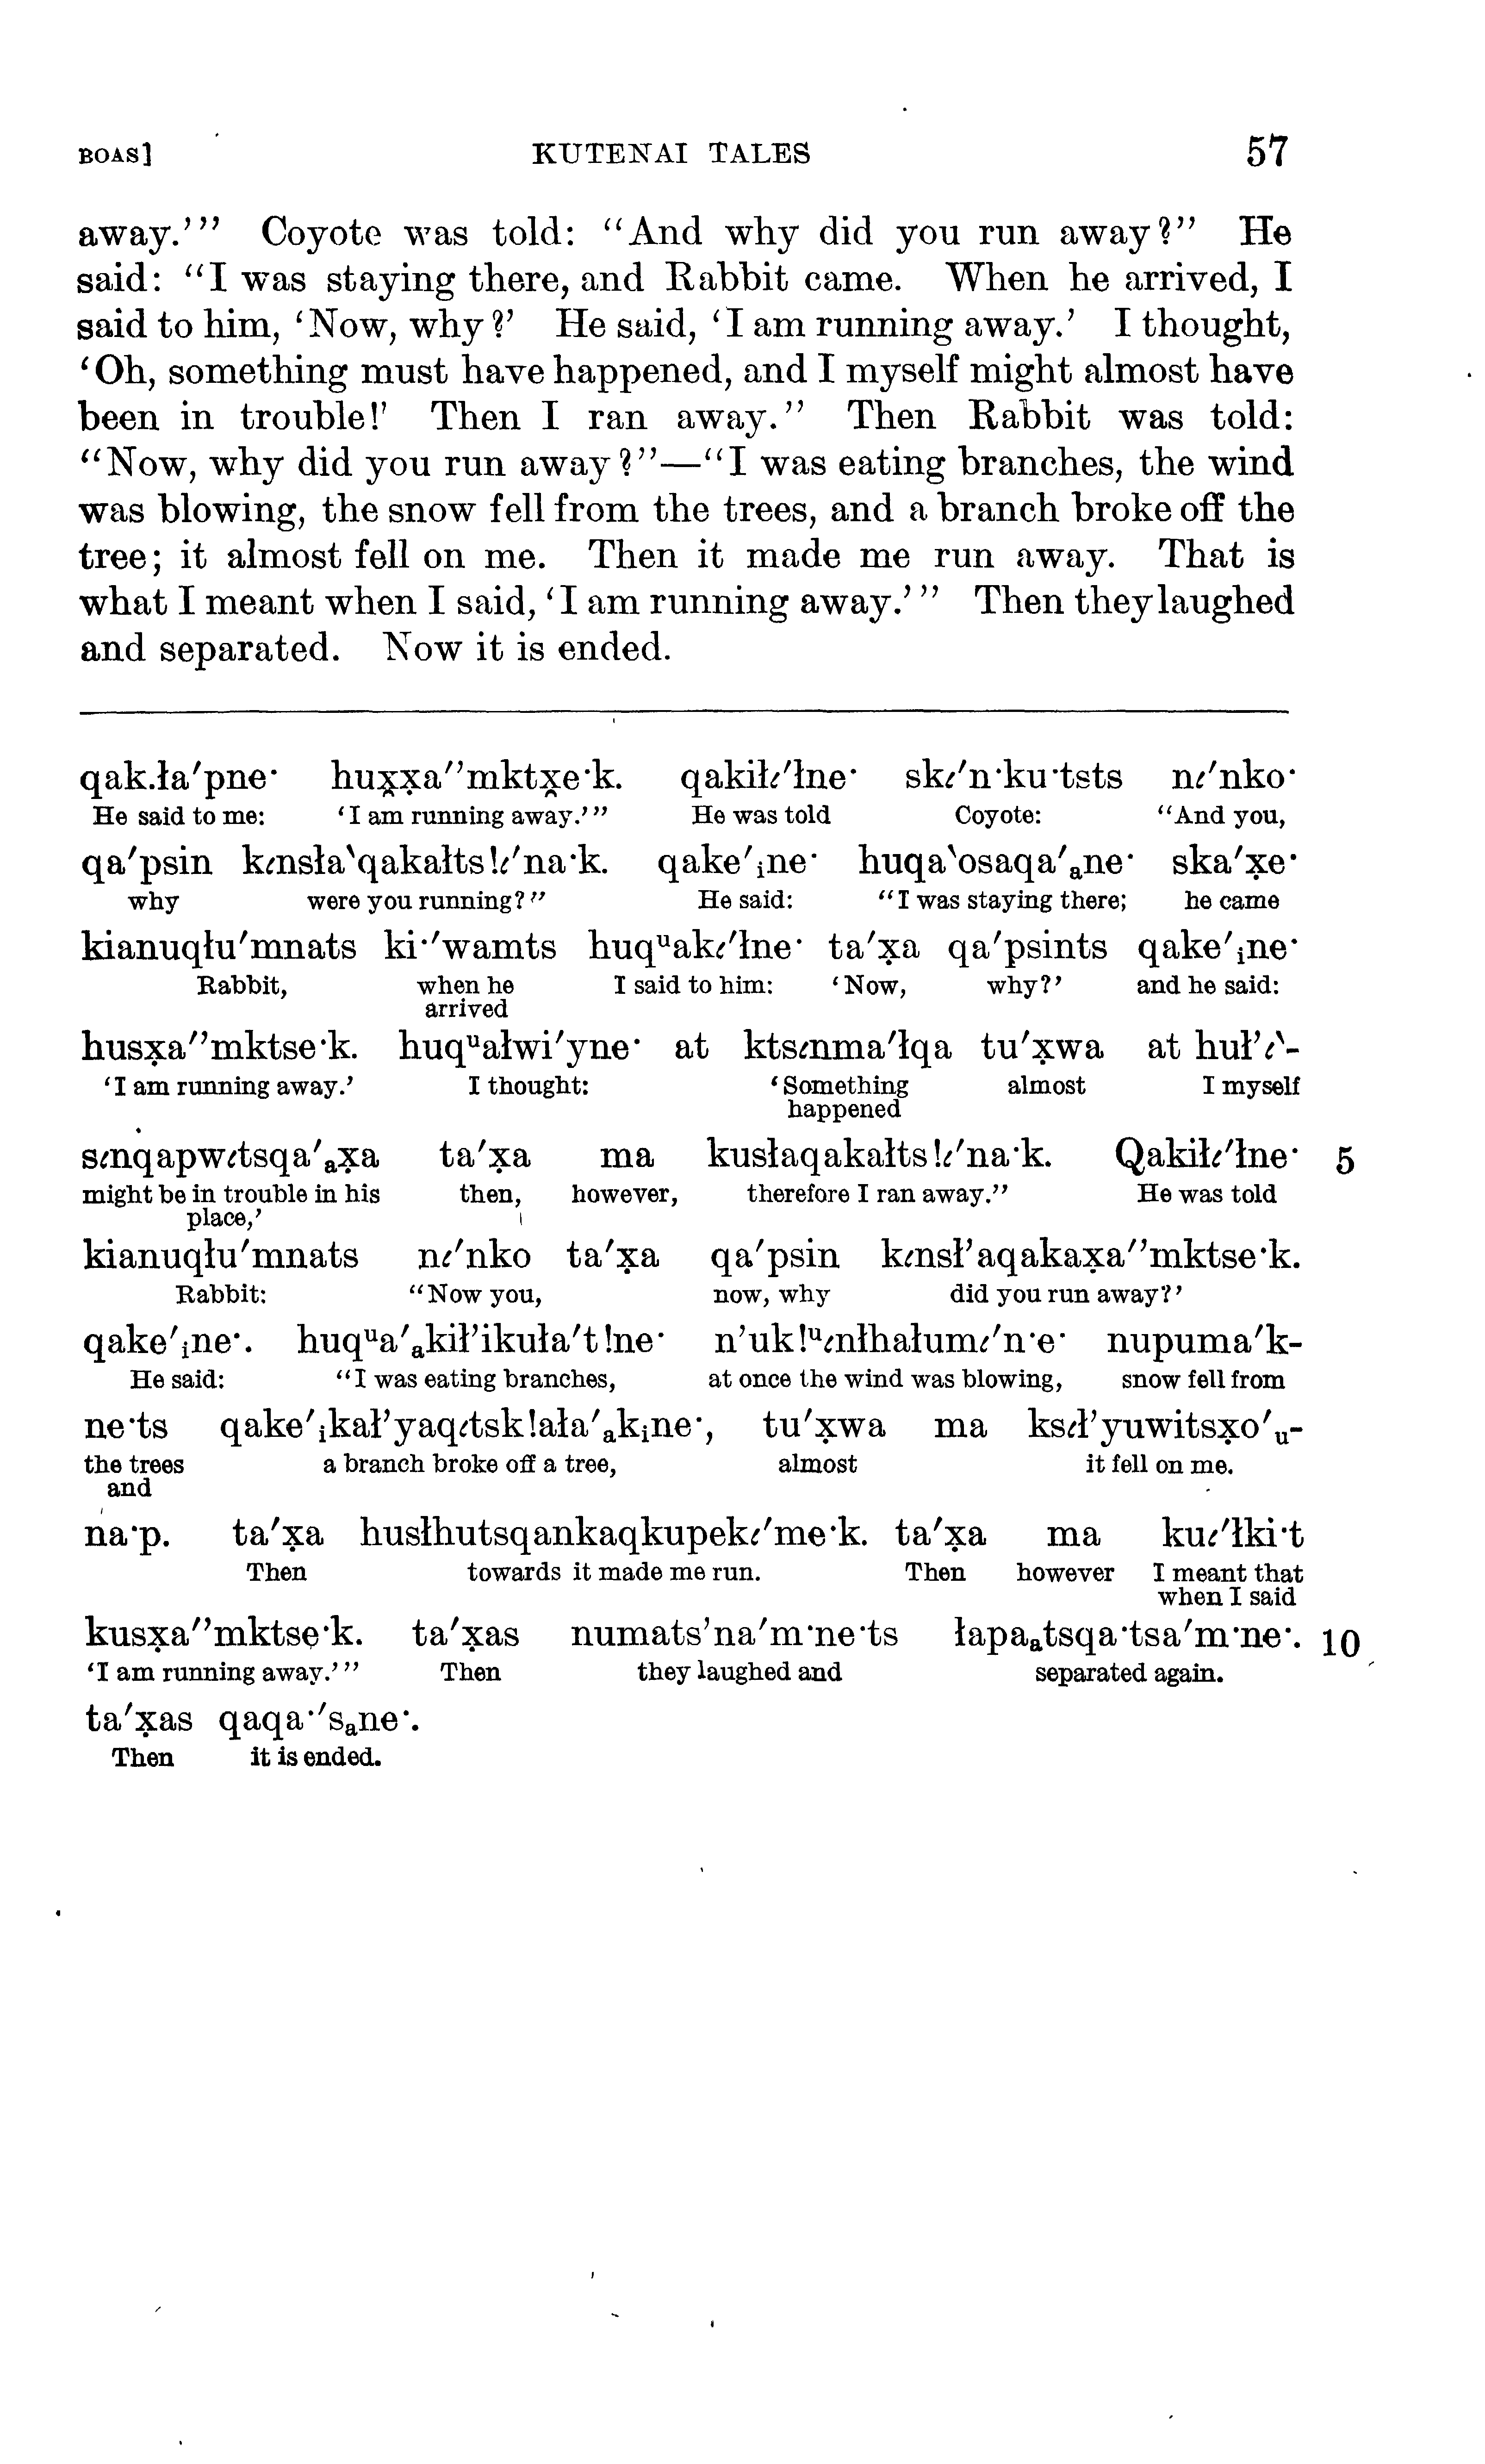 BOAS] KUTENAI TALES 57
away.’” Coyote was told: “And why did you run away?” He
said: “I was staying there, and Rabbit came. When he arrived, I
said to him, ‘Now, why?’ He said, ‘I am running away.’ I thought,
‘Oh, something must have happened, and I myself might almost have
been in trouble!’ Then I ran away.” Then Rabbit was told:
“Now, why did you run away?”—“I was eating branches, the wind
was blowing, the snow fell from the trees, and a branch broke off the
tree; it almost fell on me. Then it made me run away. That is
what I meant when I said, ‘I am running away.’” Then they laughed
and separated. Now it is ended.
qak.ła′pne· hux̣x̣a′′mktx̣e·k. qakiłɩ′łne· skɩ′n·ku·tsts nɩ′nko·
He said to me: ‘I am running away.’” He was told Coyote: “And you,
qa′psin kɩnsła‵qakałts!ɩ′na·k. qake′ᵢne· huqa‵osaqa′ₐne· ska′x̣e·
why were you running?” He said: “I was staying there; he came
kianuqłu′mnats ki·′wamts huqᵘakɩ′łne· ta′x̣a qa′psints qake′ᵢne·
Rabbit, when he I said to him: ‘Now, why?’ and he said:
arrived
husx̣a′′mktse·k. huqᵘałwi′yne· at ktsɩnma′łqa tu′x̣wa at huł’ɩ‵-
‘I am running away.’ I thought: ‘Something almost I myself
happened
sɩnqapwɩtsqa′ₐx̣a ta′x̣a ma kusłaqakałts!ɩ′na·k. Qakiłɩ′łne· 5
might be in trouble in his then, however, therefore I ran away.” He was told
place,’
kianuqłu′mnats nɩ′nko ta′x̣a qa′psin kɩnsł’aqakax̣a′′mktse·k.
Rabbit: “Now you, now, why did you run away?’
qake′ᵢne·. huqᵘa′ₐkił’ikuła′t!ne· n’uk!ᵘɩnłhałumɩ′n·e· nupuma′k-
He said: “I was eating branches, at once the wind was blowing, snow fell from
ne·ts qake′ᵢkał’yaqɩtsk!ała′ₐkᵢne·, tu′x̣wa ma ksɩł’yuwitsx̣o′ᵤ-
the trees a branch broke off a tree, almost it fell on me.
and
na·p. ta′x̣a husłhutsqankaqkupekɩ′me·k. ta′x̣a ma kuɩ′łki·t
Then towards it made me run. Then however I meant that
when I said
kusx̣a′′mktse·k. ta′x̣as numats’na′m·ne·ts łapaₐtsqa·tsa′m·ne·. 10
‘I am running away.’” Then they laughed and separated again.
ta′x̣as qaqa·′sₐne·.
Then it is ended.